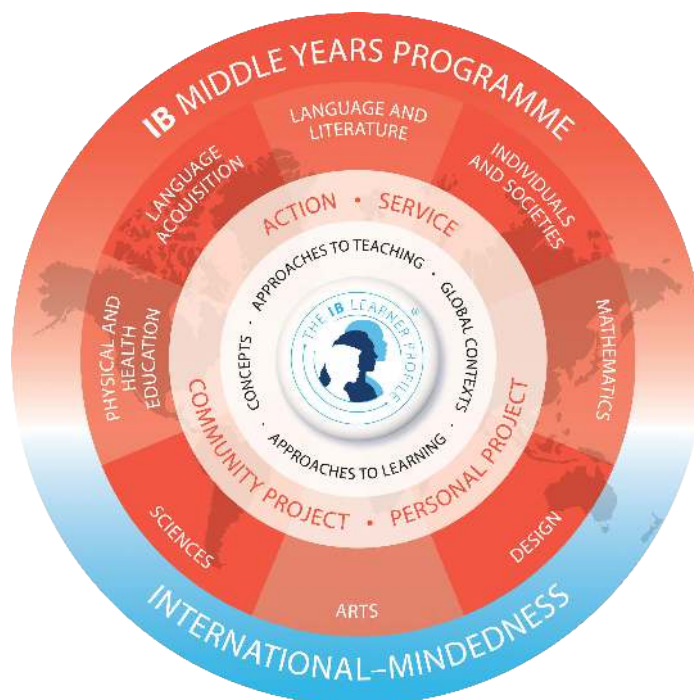 IB MIDDLE YEARS PROGRAMME
LANGUAGE AND
LITERATURE
LANGUAGE
ACQUISITION
INDIVIDUALS
AND SOCIETIES
PHYSICAL AND
HEALTH
EDUCATION
MATHEMATICS
SCIENCES
ARTS
DESIGN
ACTION • SERVICE
COMMUNITY PROJECT • PERSONAL PROJECT
APPROACHES TO TEACHING · GLOBAL CONTEXTS ·
CONCEPTS · APPROACHES TO LEARNING ·
THE IB LEARNER PROFILE
®
INTERNATIONAL–MINDEDNESS